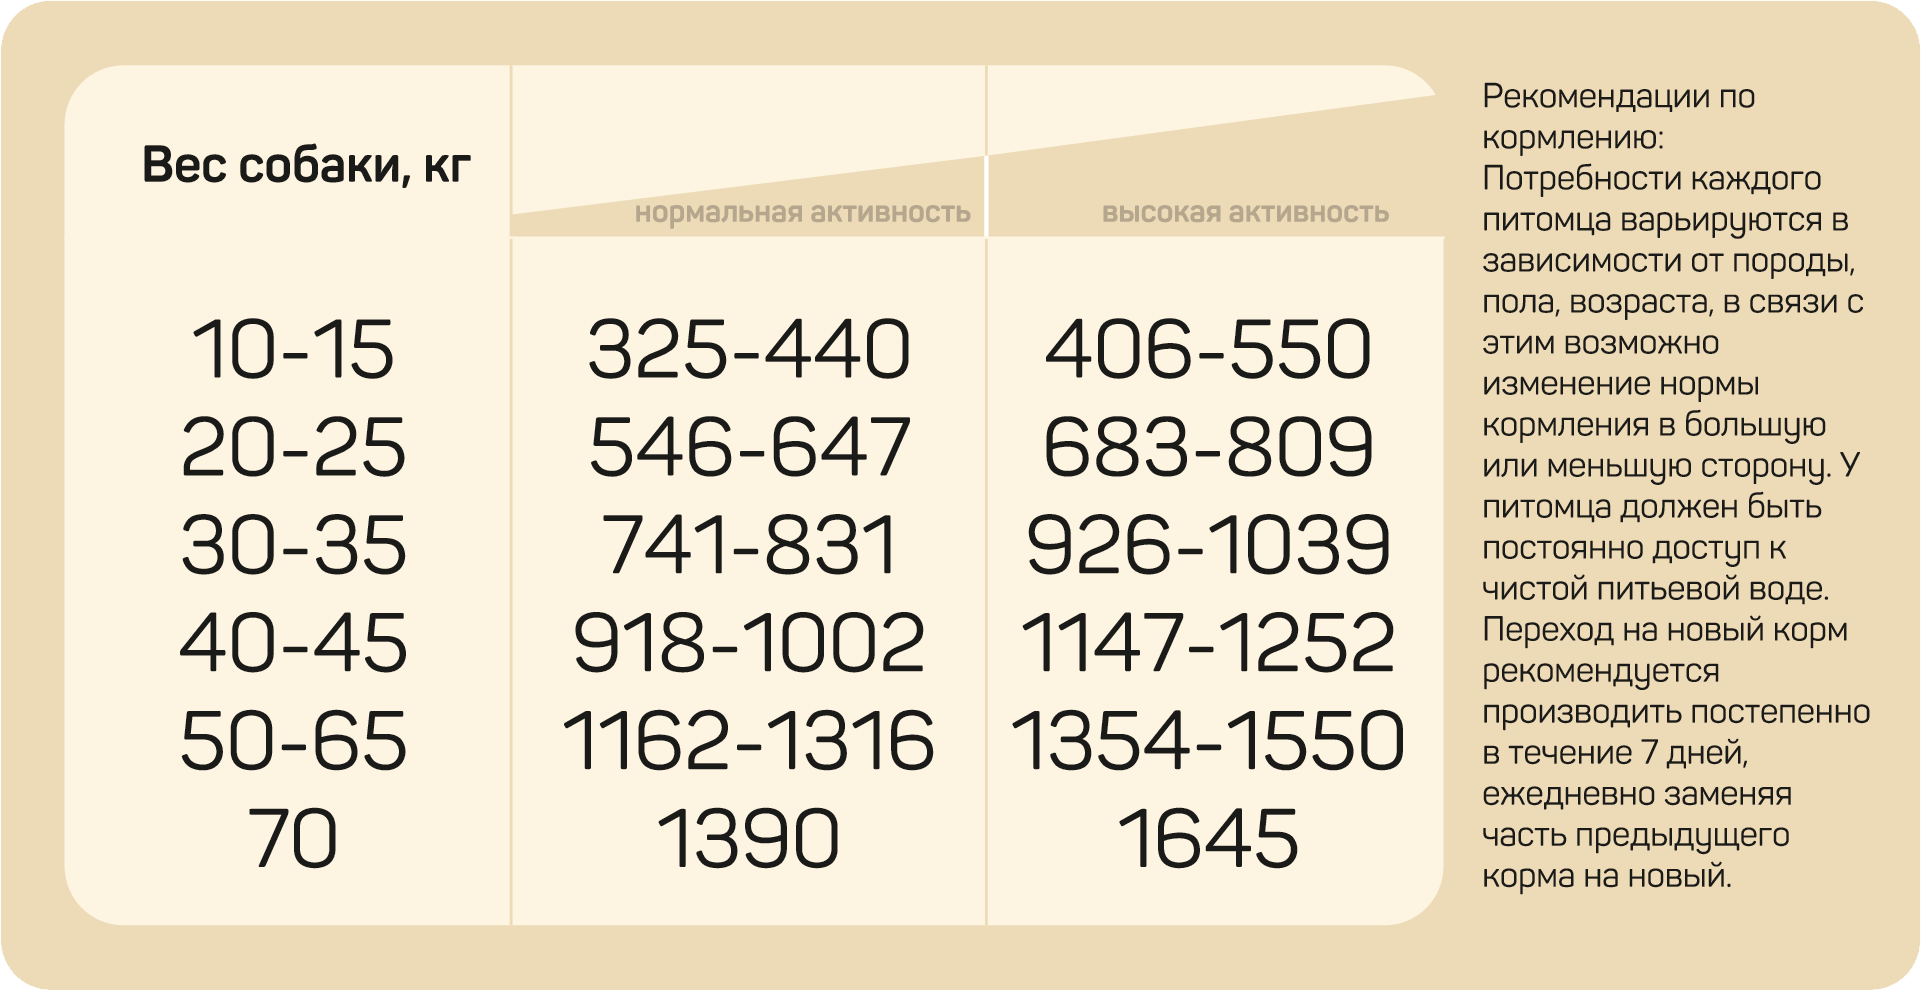 Вес собаки, кг
нормальная активность
высокая активность
10-15 325-440 406-550
20-25 546-647 683-809
30-35 741-831 926-1039
40-45 918-1002 1147-1252
50-65 1162-1316 1354-1550
70 1390 1645
Рекомендации по
кормлению:
Потребности каждого
питомца варьируются в
зависимости от породы,
пола, возраста, в связи с
этим возможно
изменение нормы
кормления в большую
или меньшую сторону. У
питомца должен быть
постоянно доступ к
чистой питьевой воде.
Переход на новый корм
рекомендуется
производить постепенно
в течение 7 дней,
ежедневно заменяя
часть предыдущего
корма на новый.